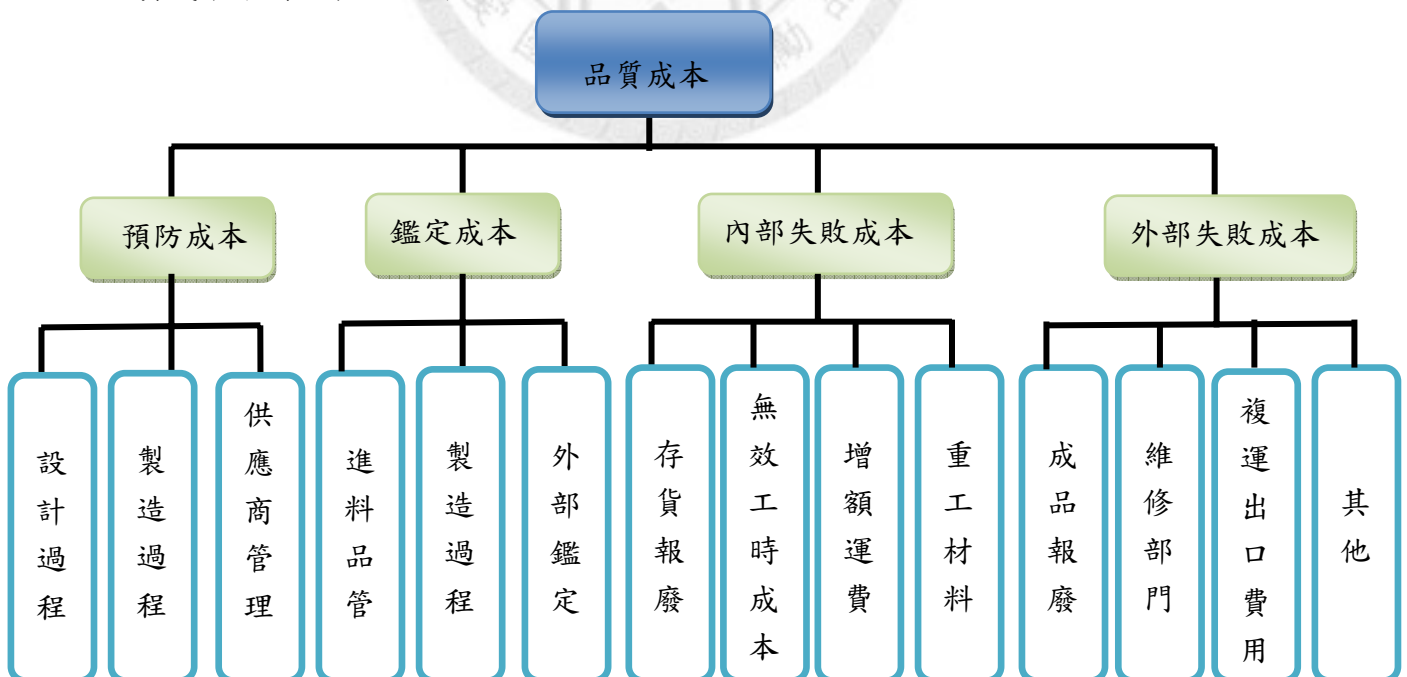 品質成本
預防成本
鑑定成本
內部失敗成本
外部失敗成本
設計過程
製造過程
供應商管理
進料品管
製造過程
外部鑑定
存貨報廢
無效工時成本
增額運費
重工材料
成品報廢
維修部門
複運出口費用
其他